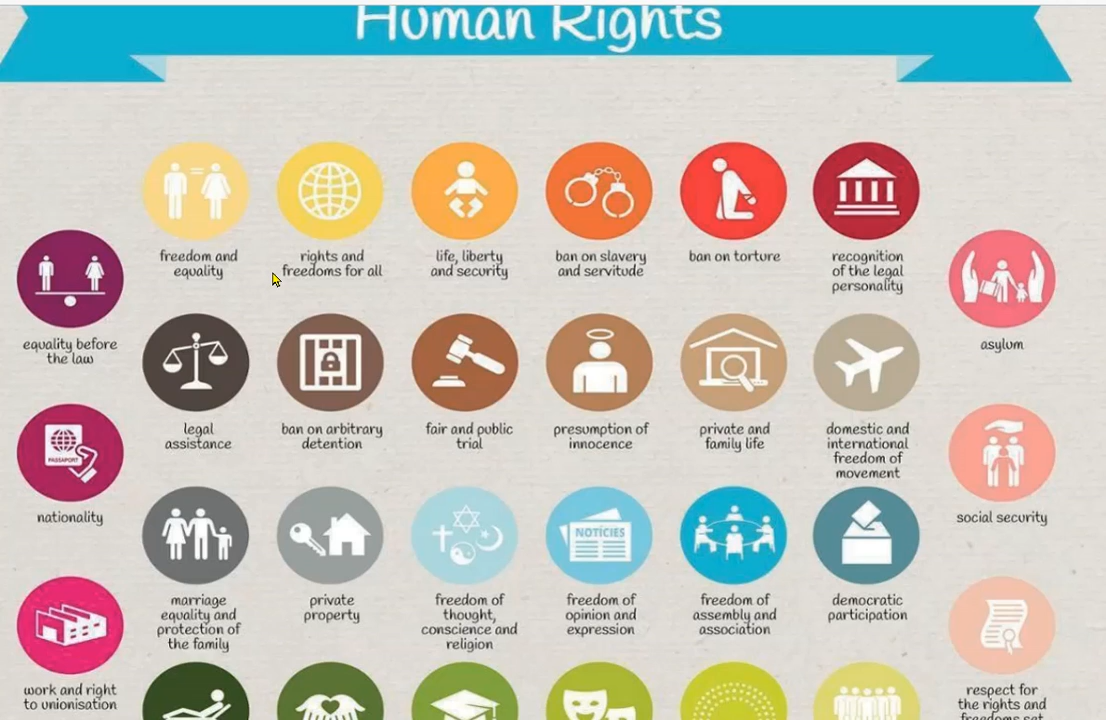 Human Rights
freedom and
equality
rights and
freedoms for all
life, liberty
and security
ban on slavery
and servitude
ban on torture
recognition
of the legal
personality
equality before
the law
asylum
legal
assistance
ban on arbitrary
detention
fair and public
trial
presumption of
innocence
private and
family life
domestic and
international
freedom of
movement
PASSAPORT
nationality
social security
NOTÍCIES
marriage
equality and
protection of
the family
private
property
freedom of
thought,
conscience and
religion
freedom of
opinion and
expression
freedom of
assembly and
association
democratic
participation
work and right
to unionisation
respect for
the rights and
freedoms set